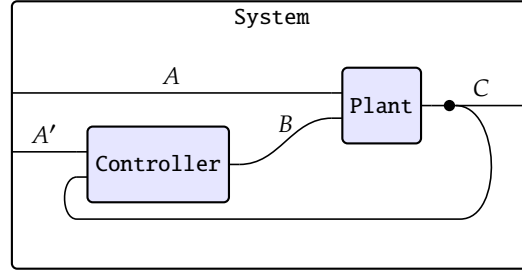 System
A
C
Plant
B
A′
Controller